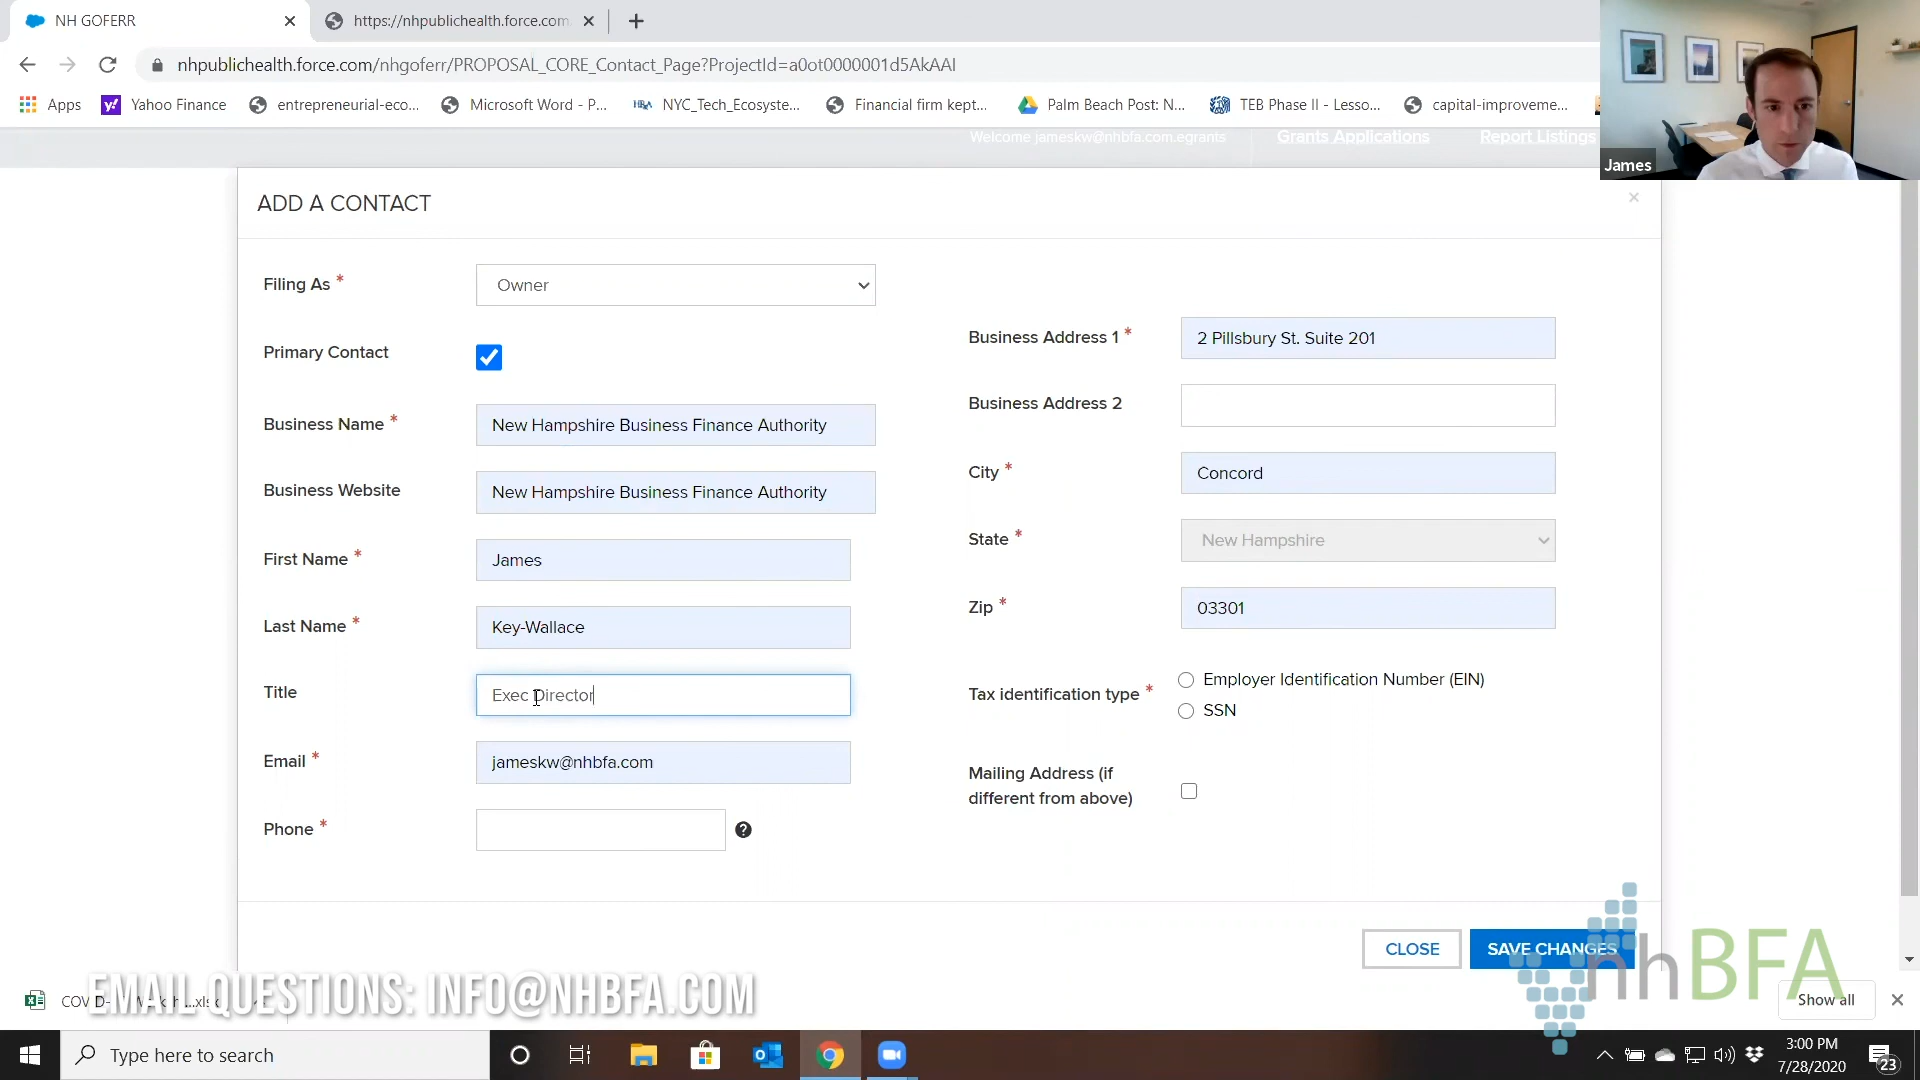 NH GOFERR
https://nhpublichealth.force.com
nhpublichealth.force.com/nhgoferr/PROPOSAL_CORE_Contact_Page?ProjectId=a0ot0000001d5AkAAI
Apps
Yahoo Finance
entrepreneurial-eco...
Microsoft Word - P...
NYC_Tech_Ecosyste...
Financial firm kept...
Palm Beach Post: N...
TEB Phase II - Lesso...
capital-improveme...
Welcome jameskw@nhbfa.com.egrants
Grants Applications
Report Listings
James
ADD A CONTACT
×
Filing As *
Owner
Primary Contact
Business Name *
New Hampshire Business Finance Authority
Business Website
New Hampshire Business Finance Authority
First Name *
James
Last Name *
Key-Wallace
Title
Exec Director
Email *
jameskw@nhbfa.com
Phone *
Business Address 1 *
2 Pillsbury St. Suite 201
Business Address 2
City *
Concord
State *
New Hampshire
Zip *
03301
Tax identification type *
Employer Identification Number (EIN)
SSN
Mailing Address (if
different from above)
CLOSE
SAVE CHANGES
nhBFA
EMAIL QUESTIONS: INFO@NHBFA.COM
Show all
Type here to search
3:00 PM
7/28/2020
23